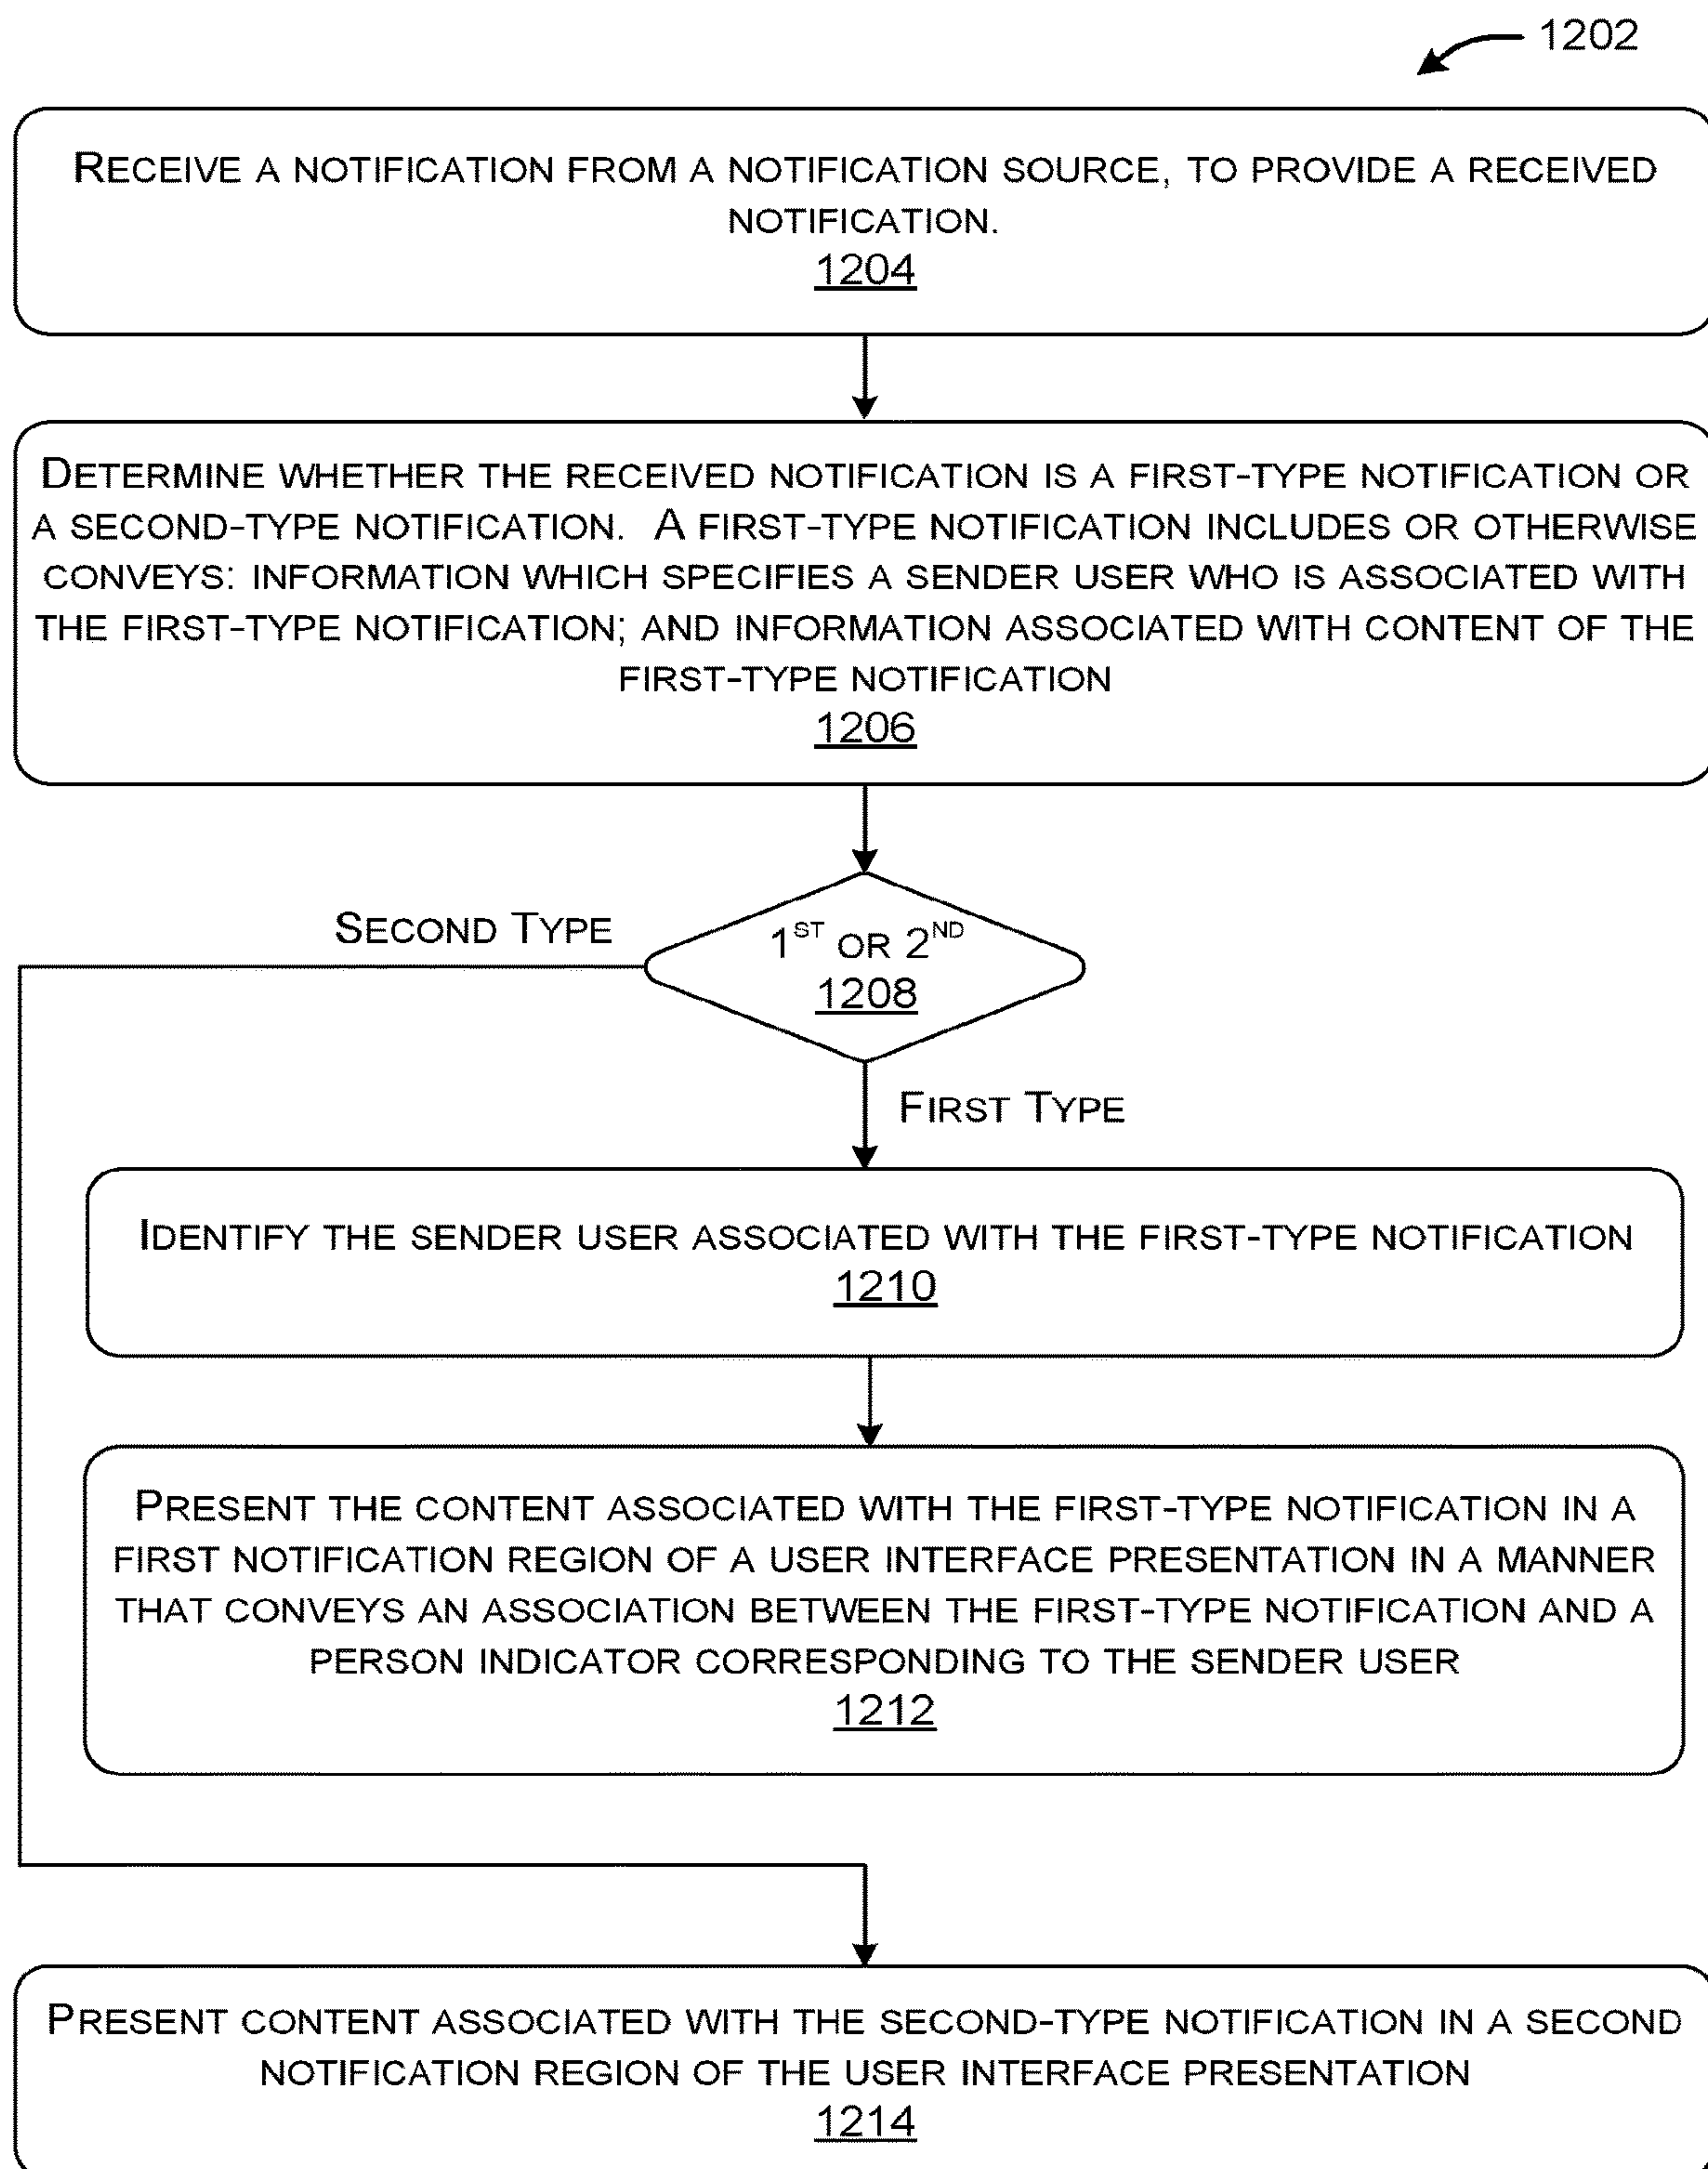 1202
RECEIVE A NOTIFICATION FROM A NOTIFICATION SOURCE, TO PROVIDE A RECEIVED
NOTIFICATION.
1204
DETERMINE WHETHER THE RECEIVED NOTIFICATION IS A FIRST-TYPE NOTIFICATION OR
A SECOND-TYPE NOTIFICATION. A FIRST-TYPE NOTIFICATION INCLUDES OR OTHERWISE
CONVEYS: INFORMATION WHICH SPECIFIES A SENDER USER WHO IS ASSOCIATED WITH
THE FIRST-TYPE NOTIFICATION; AND INFORMATION ASSOCIATED WITH CONTENT OF THE
FIRST-TYPE NOTIFICATION
1206
SECOND TYPE
1ST OR 2ND
1208
FIRST TYPE
IDENTIFY THE SENDER USER ASSOCIATED WITH THE FIRST-TYPE NOTIFICATION
1210
PRESENT THE CONTENT ASSOCIATED WITH THE FIRST-TYPE NOTIFICATION IN A
FIRST NOTIFICATION REGION OF A USER INTERFACE PRESENTATION IN A MANNER
THAT CONVEYS AN ASSOCIATION BETWEEN THE FIRST-TYPE NOTIFICATION AND A
PERSON INDICATOR CORRESPONDING TO THE SENDER USER
1212
PRESENT CONTENT ASSOCIATED WITH THE SECOND-TYPE NOTIFICATION IN A SECOND
NOTIFICATION REGION OF THE USER INTERFACE PRESENTATION
1214